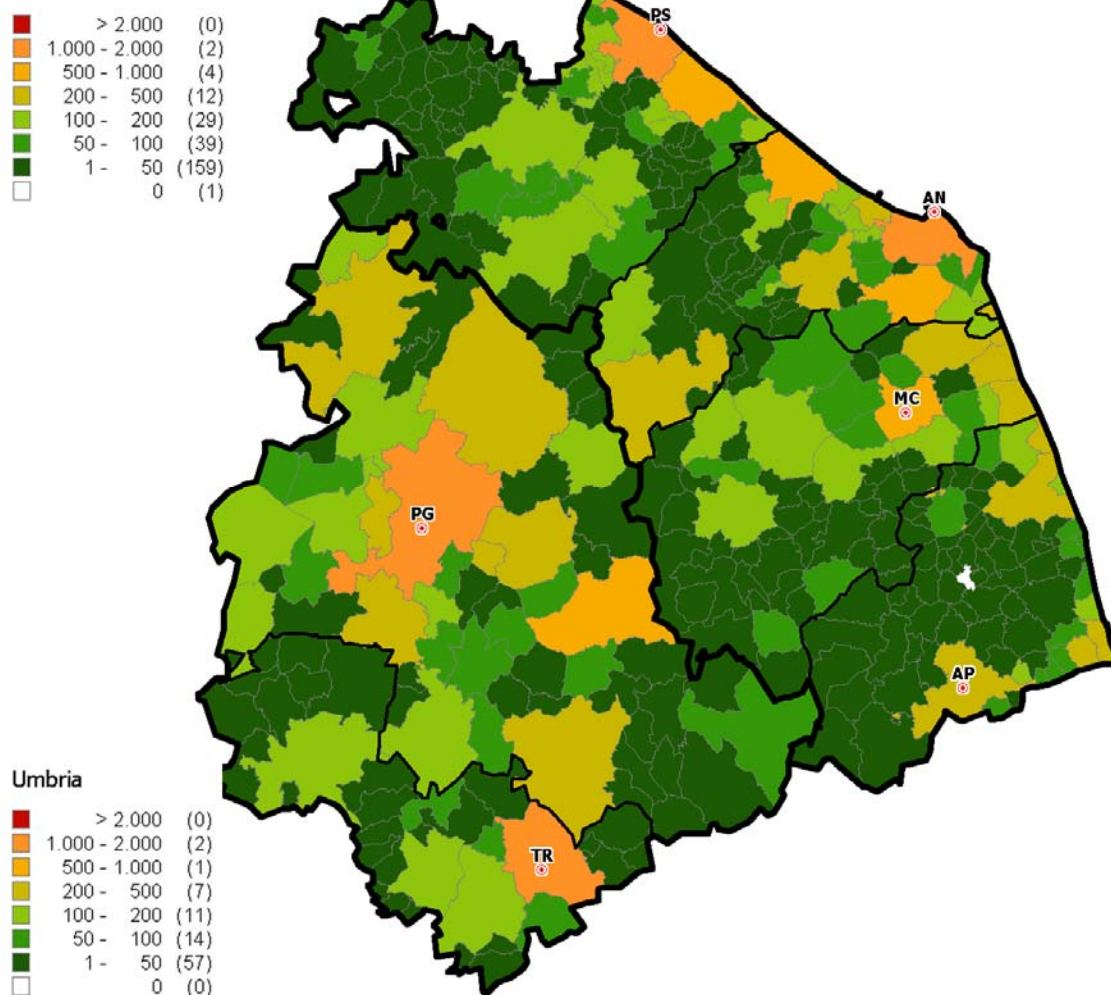 > 2.000 (0)
1.000 - 2.000 (2)
500 - 1.000 (4)
200 - 500 (12)
100 - 200 (29)
50 - 100 (39)
1 - 50 (159)
0 (1)
PS
AN
MC
PG
AP
TR
Umbria
> 2.000 (0)
1.000 - 2.000 (2)
500 - 1.000 (1)
200 - 500 (7)
100 - 200 (11)
50 - 100 (14)
1 - 50 (57)
0 (0)